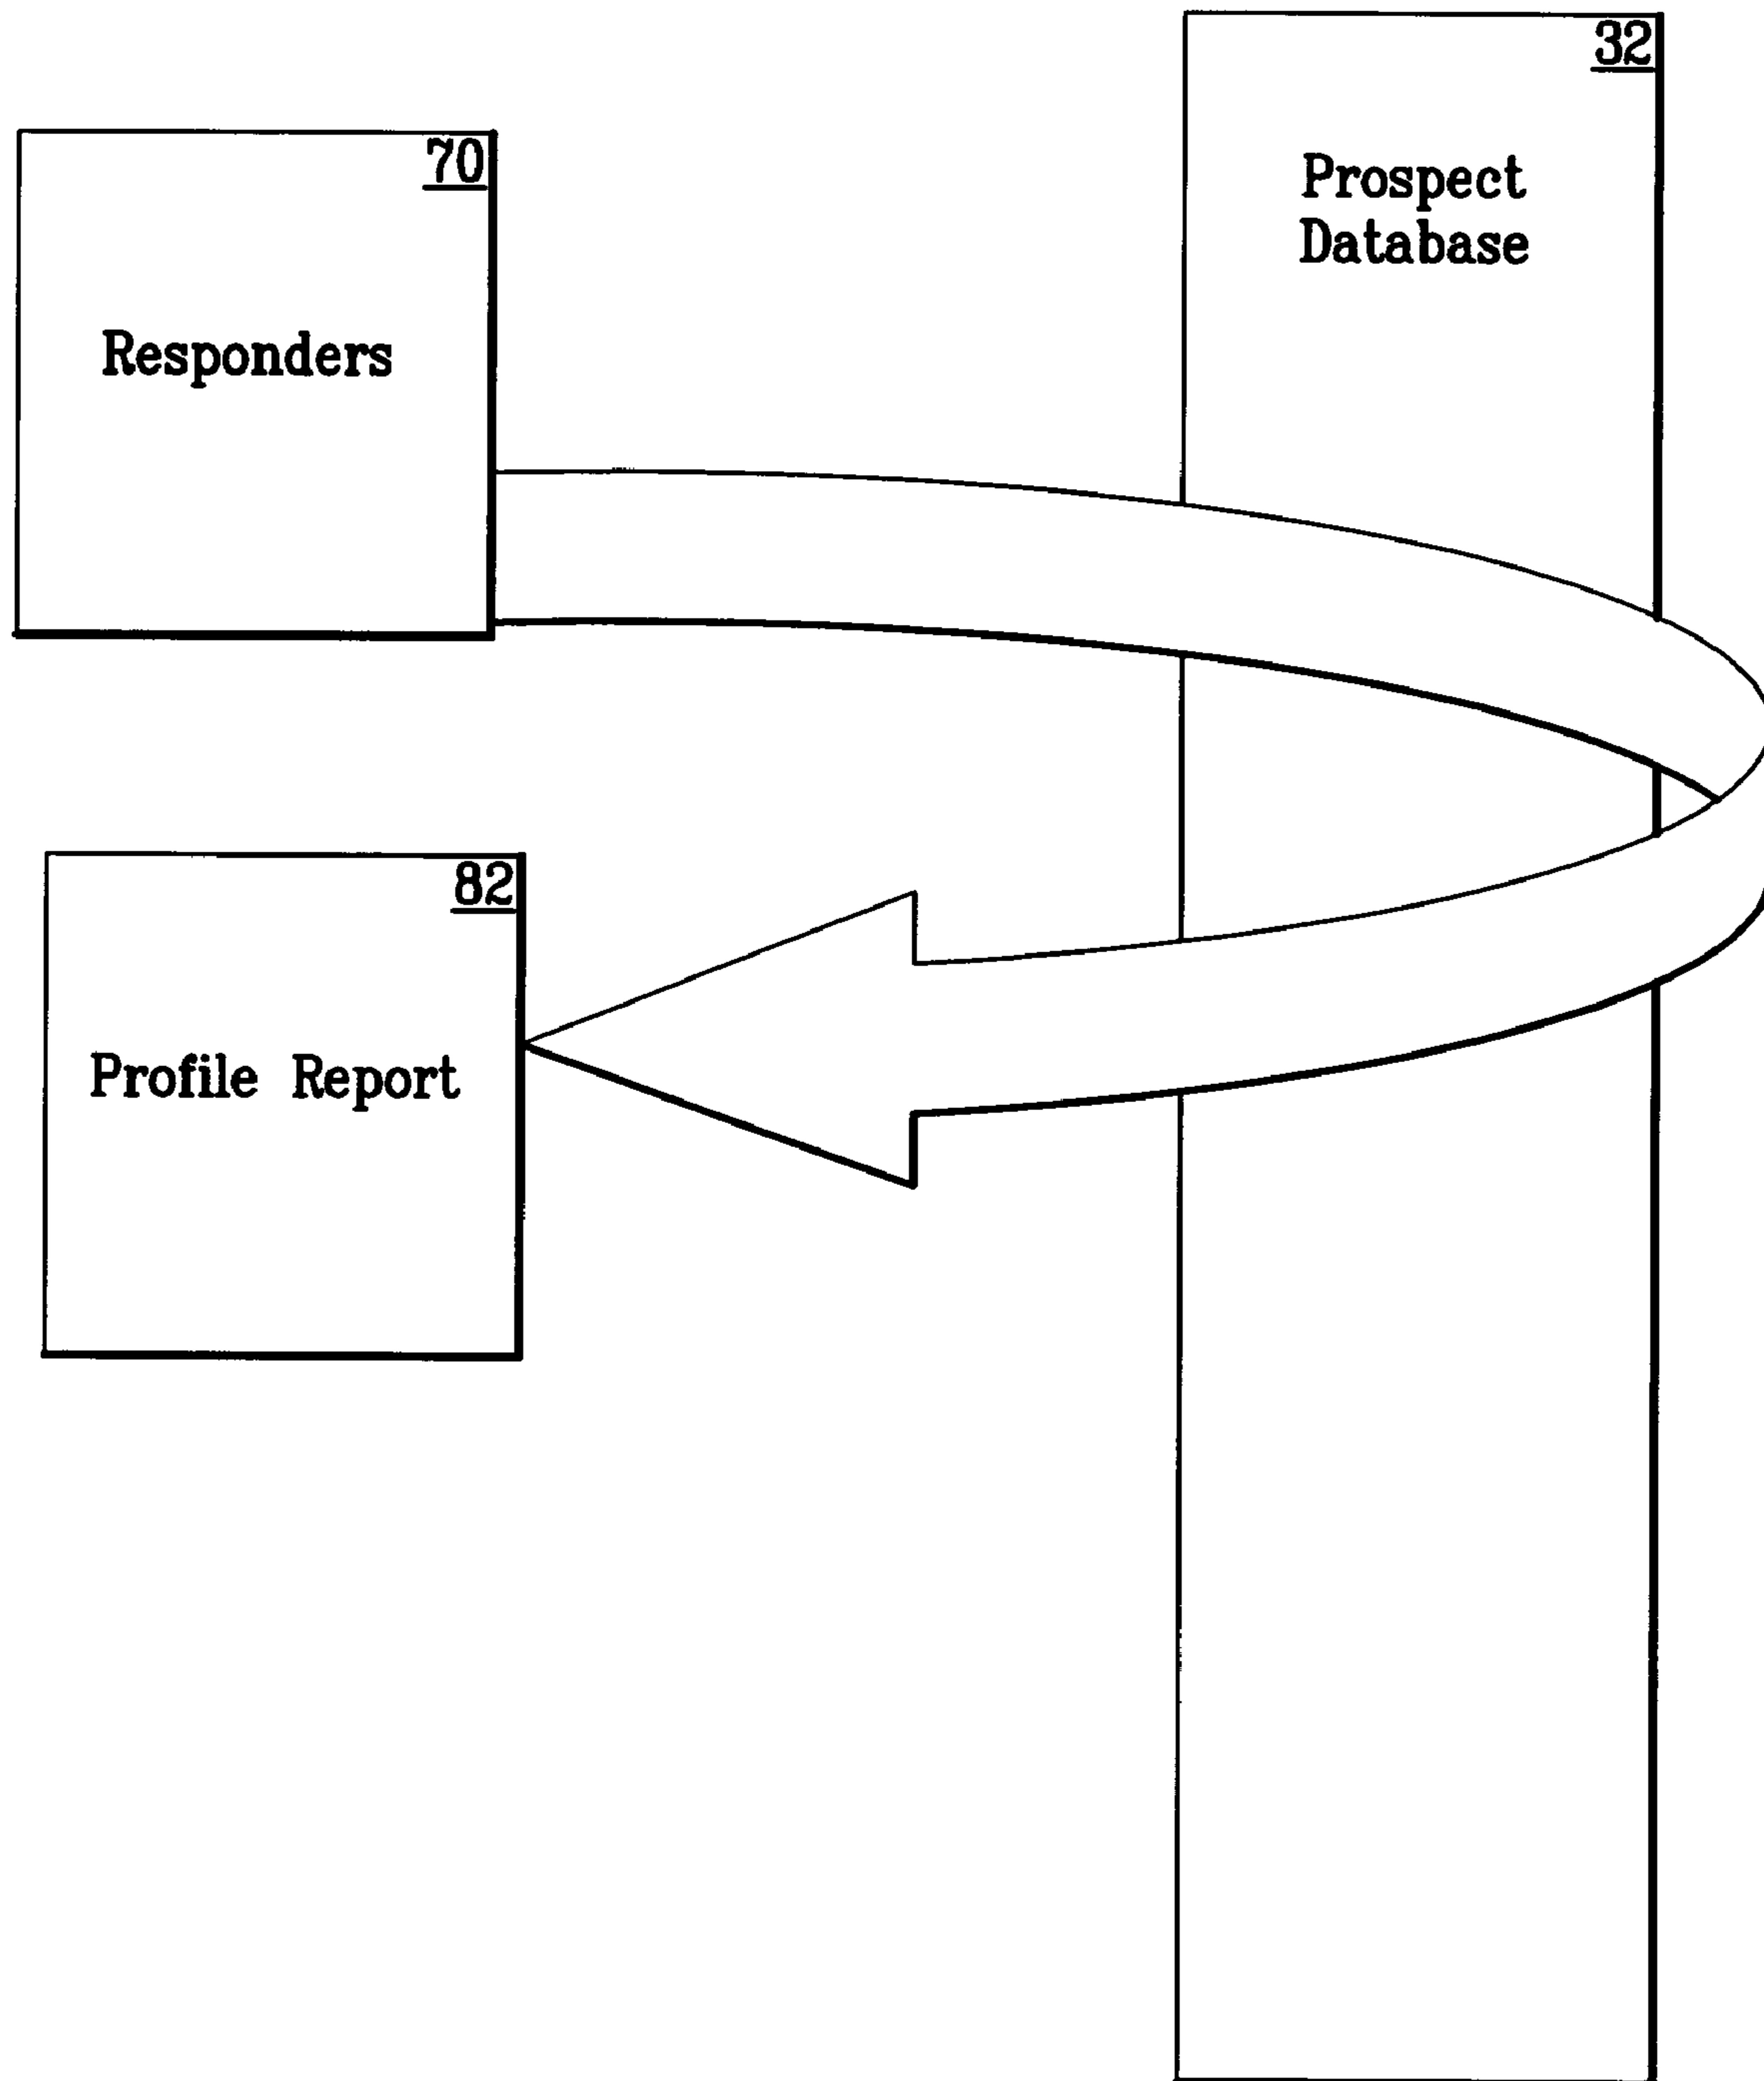 32
Prospect
Database
70
Responders
82
Profile Report